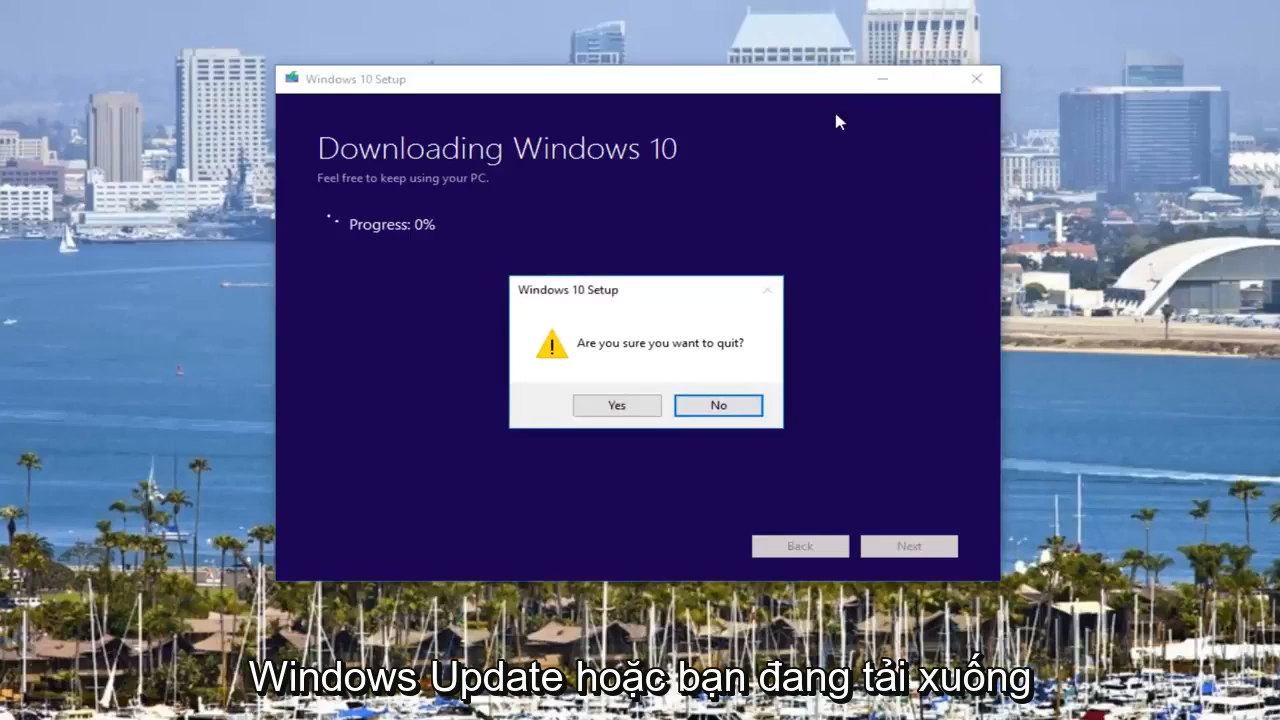 Windows 10 Setup
Downloading Windows 10
Feel free to keep using your PC.
Progress: 0%
Windows 10 Setup
Are you sure you want to quit?
Yes
No
Back
Next
Windows Update hoặc bạn đang tải xuống